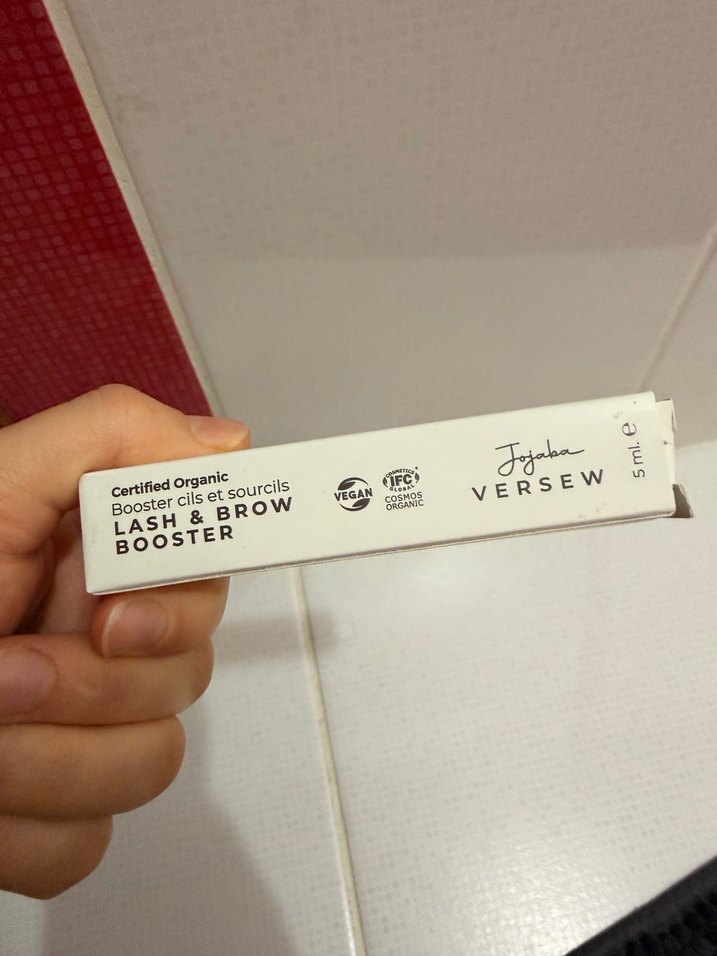 Certified Organic
Booster cils et sourcils
LASH & BROW
BOOSTER
VEGAN
COSMETICS
IFC
GLOBAL
COSMOS
ORGANIC
Jojaba
VERSEW
5 ml. e